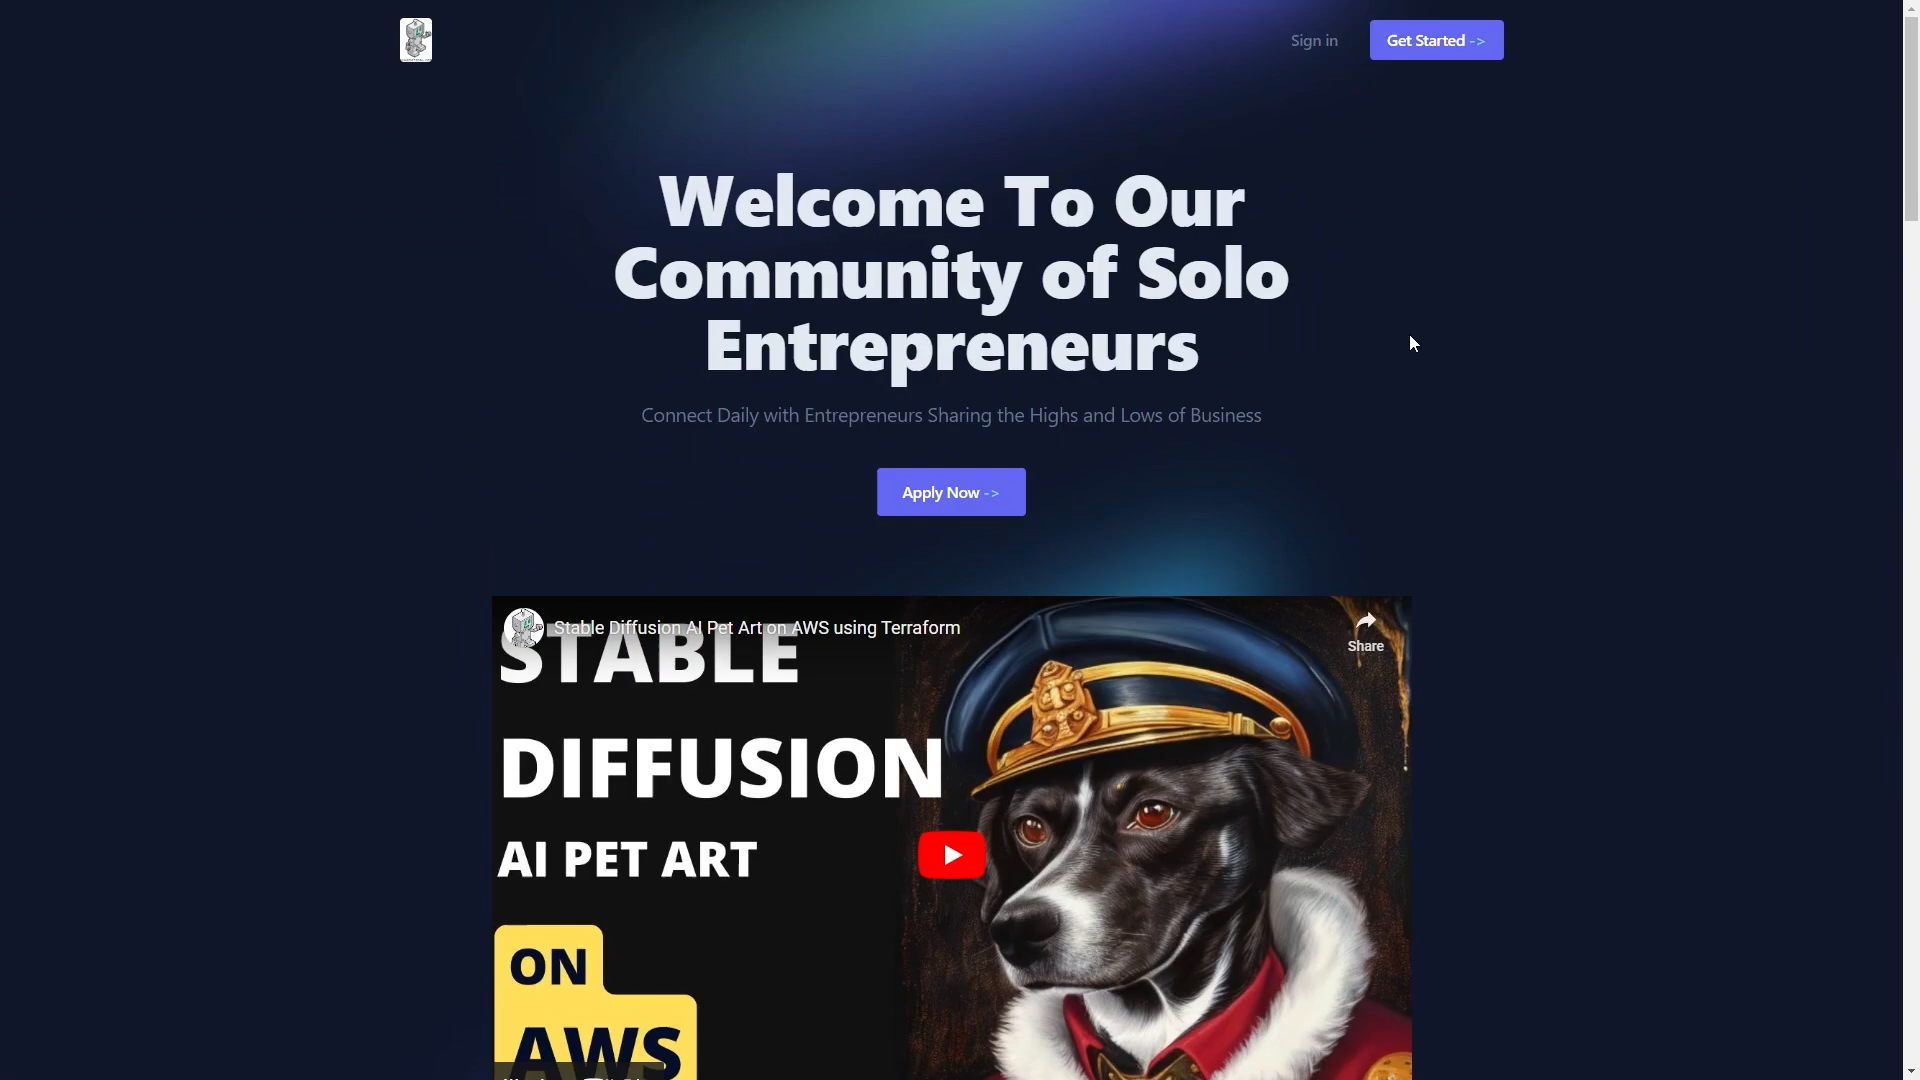 Sign in
Get Started ->
Welcome To Our
Community of Solo
Entrepreneurs
Connect Daily with Entrepreneurs Sharing the Highs and Lows of Business
Apply Now ->
Stable Diffusion AI Pet Art on AWS using Terraform
Share
STABLE
DIFFUSION
AI PET ART
ON
AWS